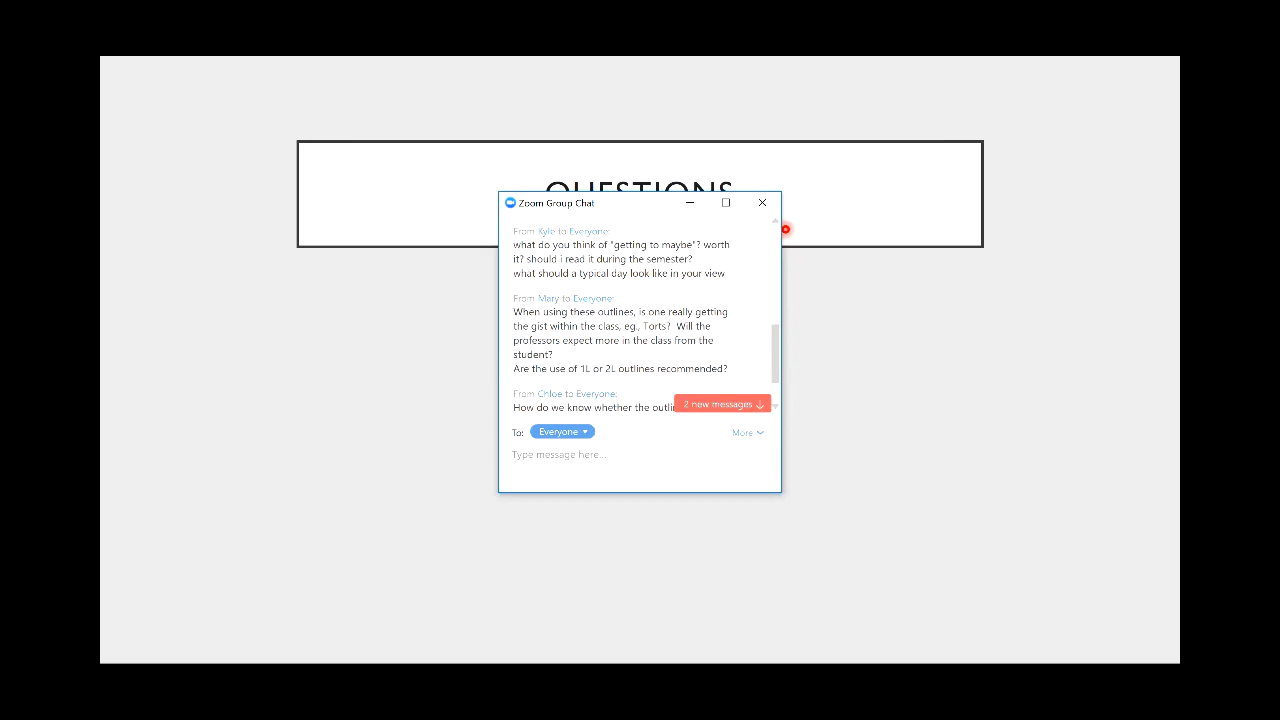 QUESTIONS
Zoom Group Chat
From Kyle to Everyone:
what do you think of "getting to maybe"? worth
it? should i read it during the semester?
what should a typical day look like in your view
From Mary to Everyone:
When using these outlines, is one really getting
the gist within the class, eg., Torts? Will the
professors expect more in the class from the
student?
Are the use of 1L or 2L outlines recommended?
From Chloe to Everyone:
How do we know whether the
2 new messages
To: Everyone
More
Type message here...